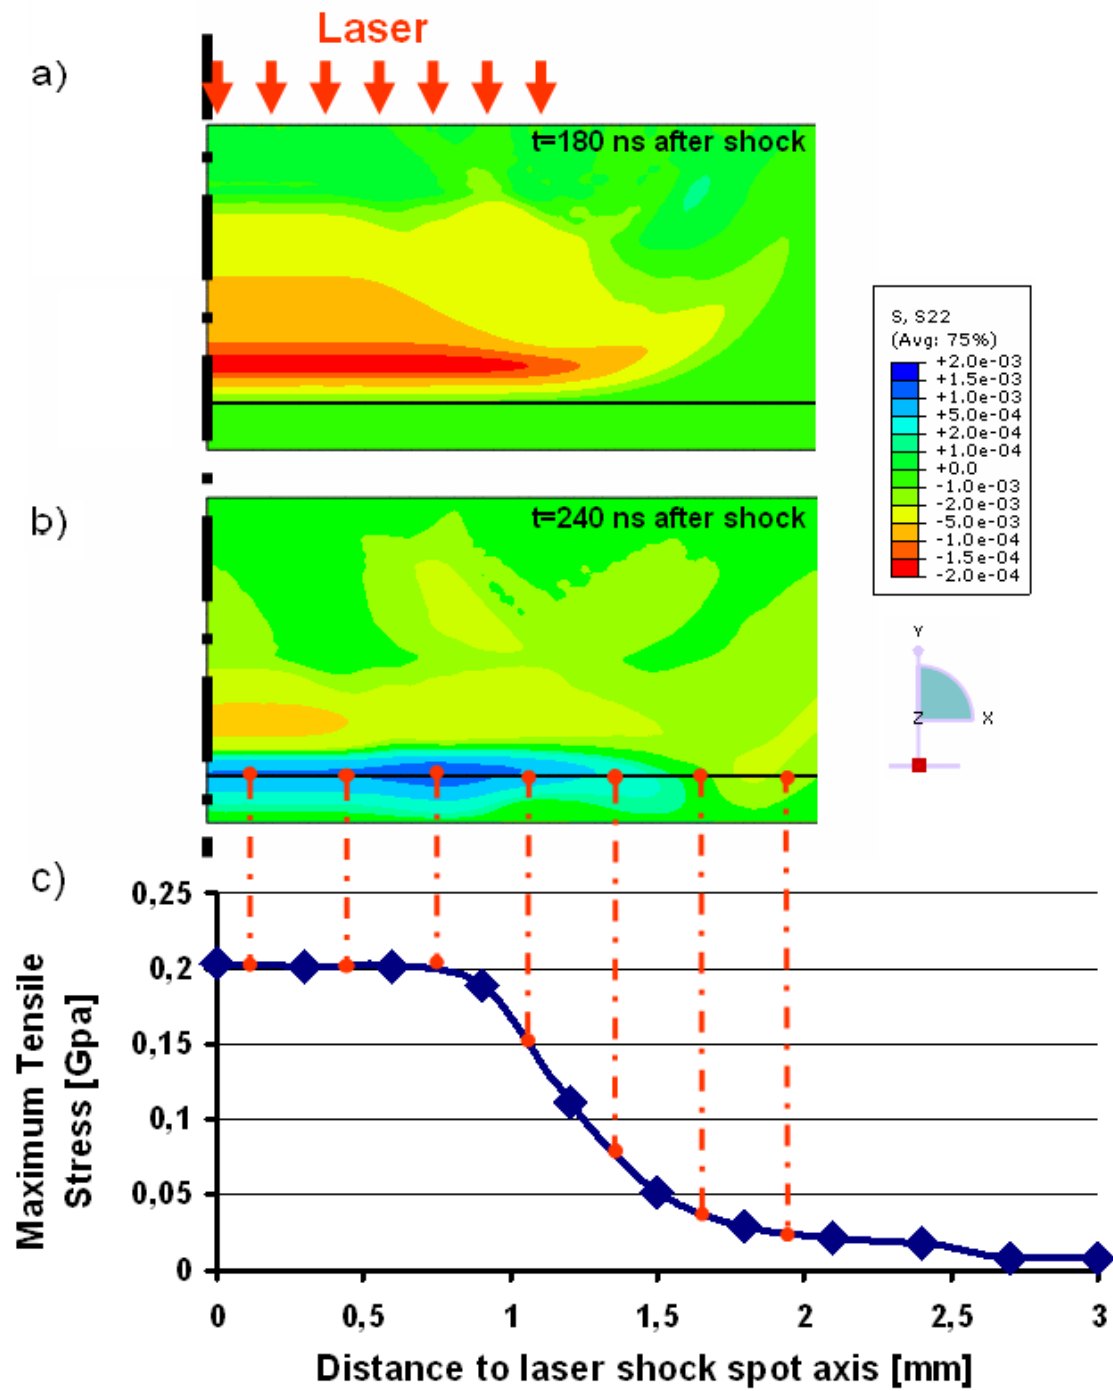 Laser
a)
t=180 ns after shock
S, S22
(Avg: 75%)
+2.0e-03
+1.5e-03
+1.0e-03
+5.0e-04
+2.0e-04
+1.0e-04
+0.0
-1.0e-03
-2.0e-03
-5.0e-03
-1.0e-04
-1.5e-04
-2.0e-04
b)
t=240 ns after shock
Y
Z
X
c)
0,25
0,2
0,15
0,1
0,05
0
Maximum Tensile
Stress [Gpa]
0
0,5
1
1,5
2
2,5
3
Distance to laser shock spot axis [mm]